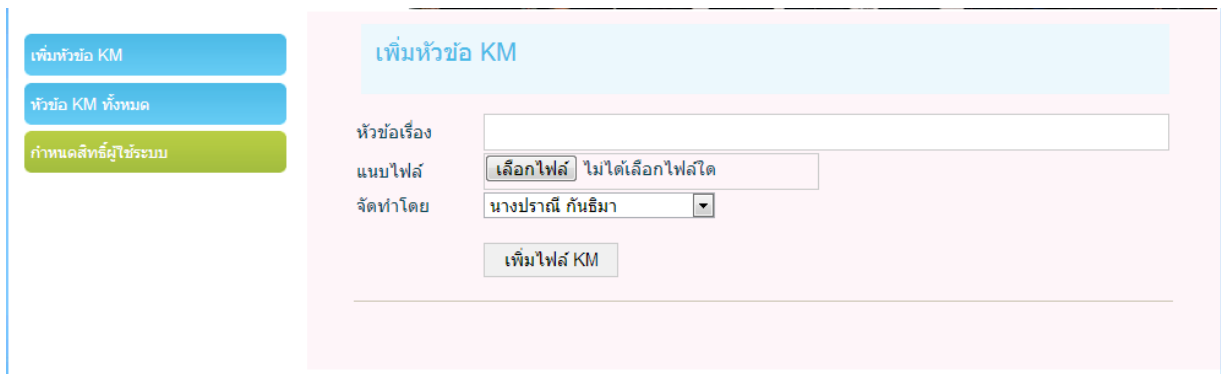 เพิ่มหัวข้อ KM
หัวข้อ KM ทั้งหมด
กำหนดสิทธิ์ผู้ใช้ระบบ
เพิ่มหัวข้อ KM
หัวข้อเรื่อง
แนบไฟล์ เลือกไฟล์ ไม่ได้เลือกไฟล์ใด
จัดทำโดย นางปราณี กันธิมา
เพิ่มไฟล์ KM